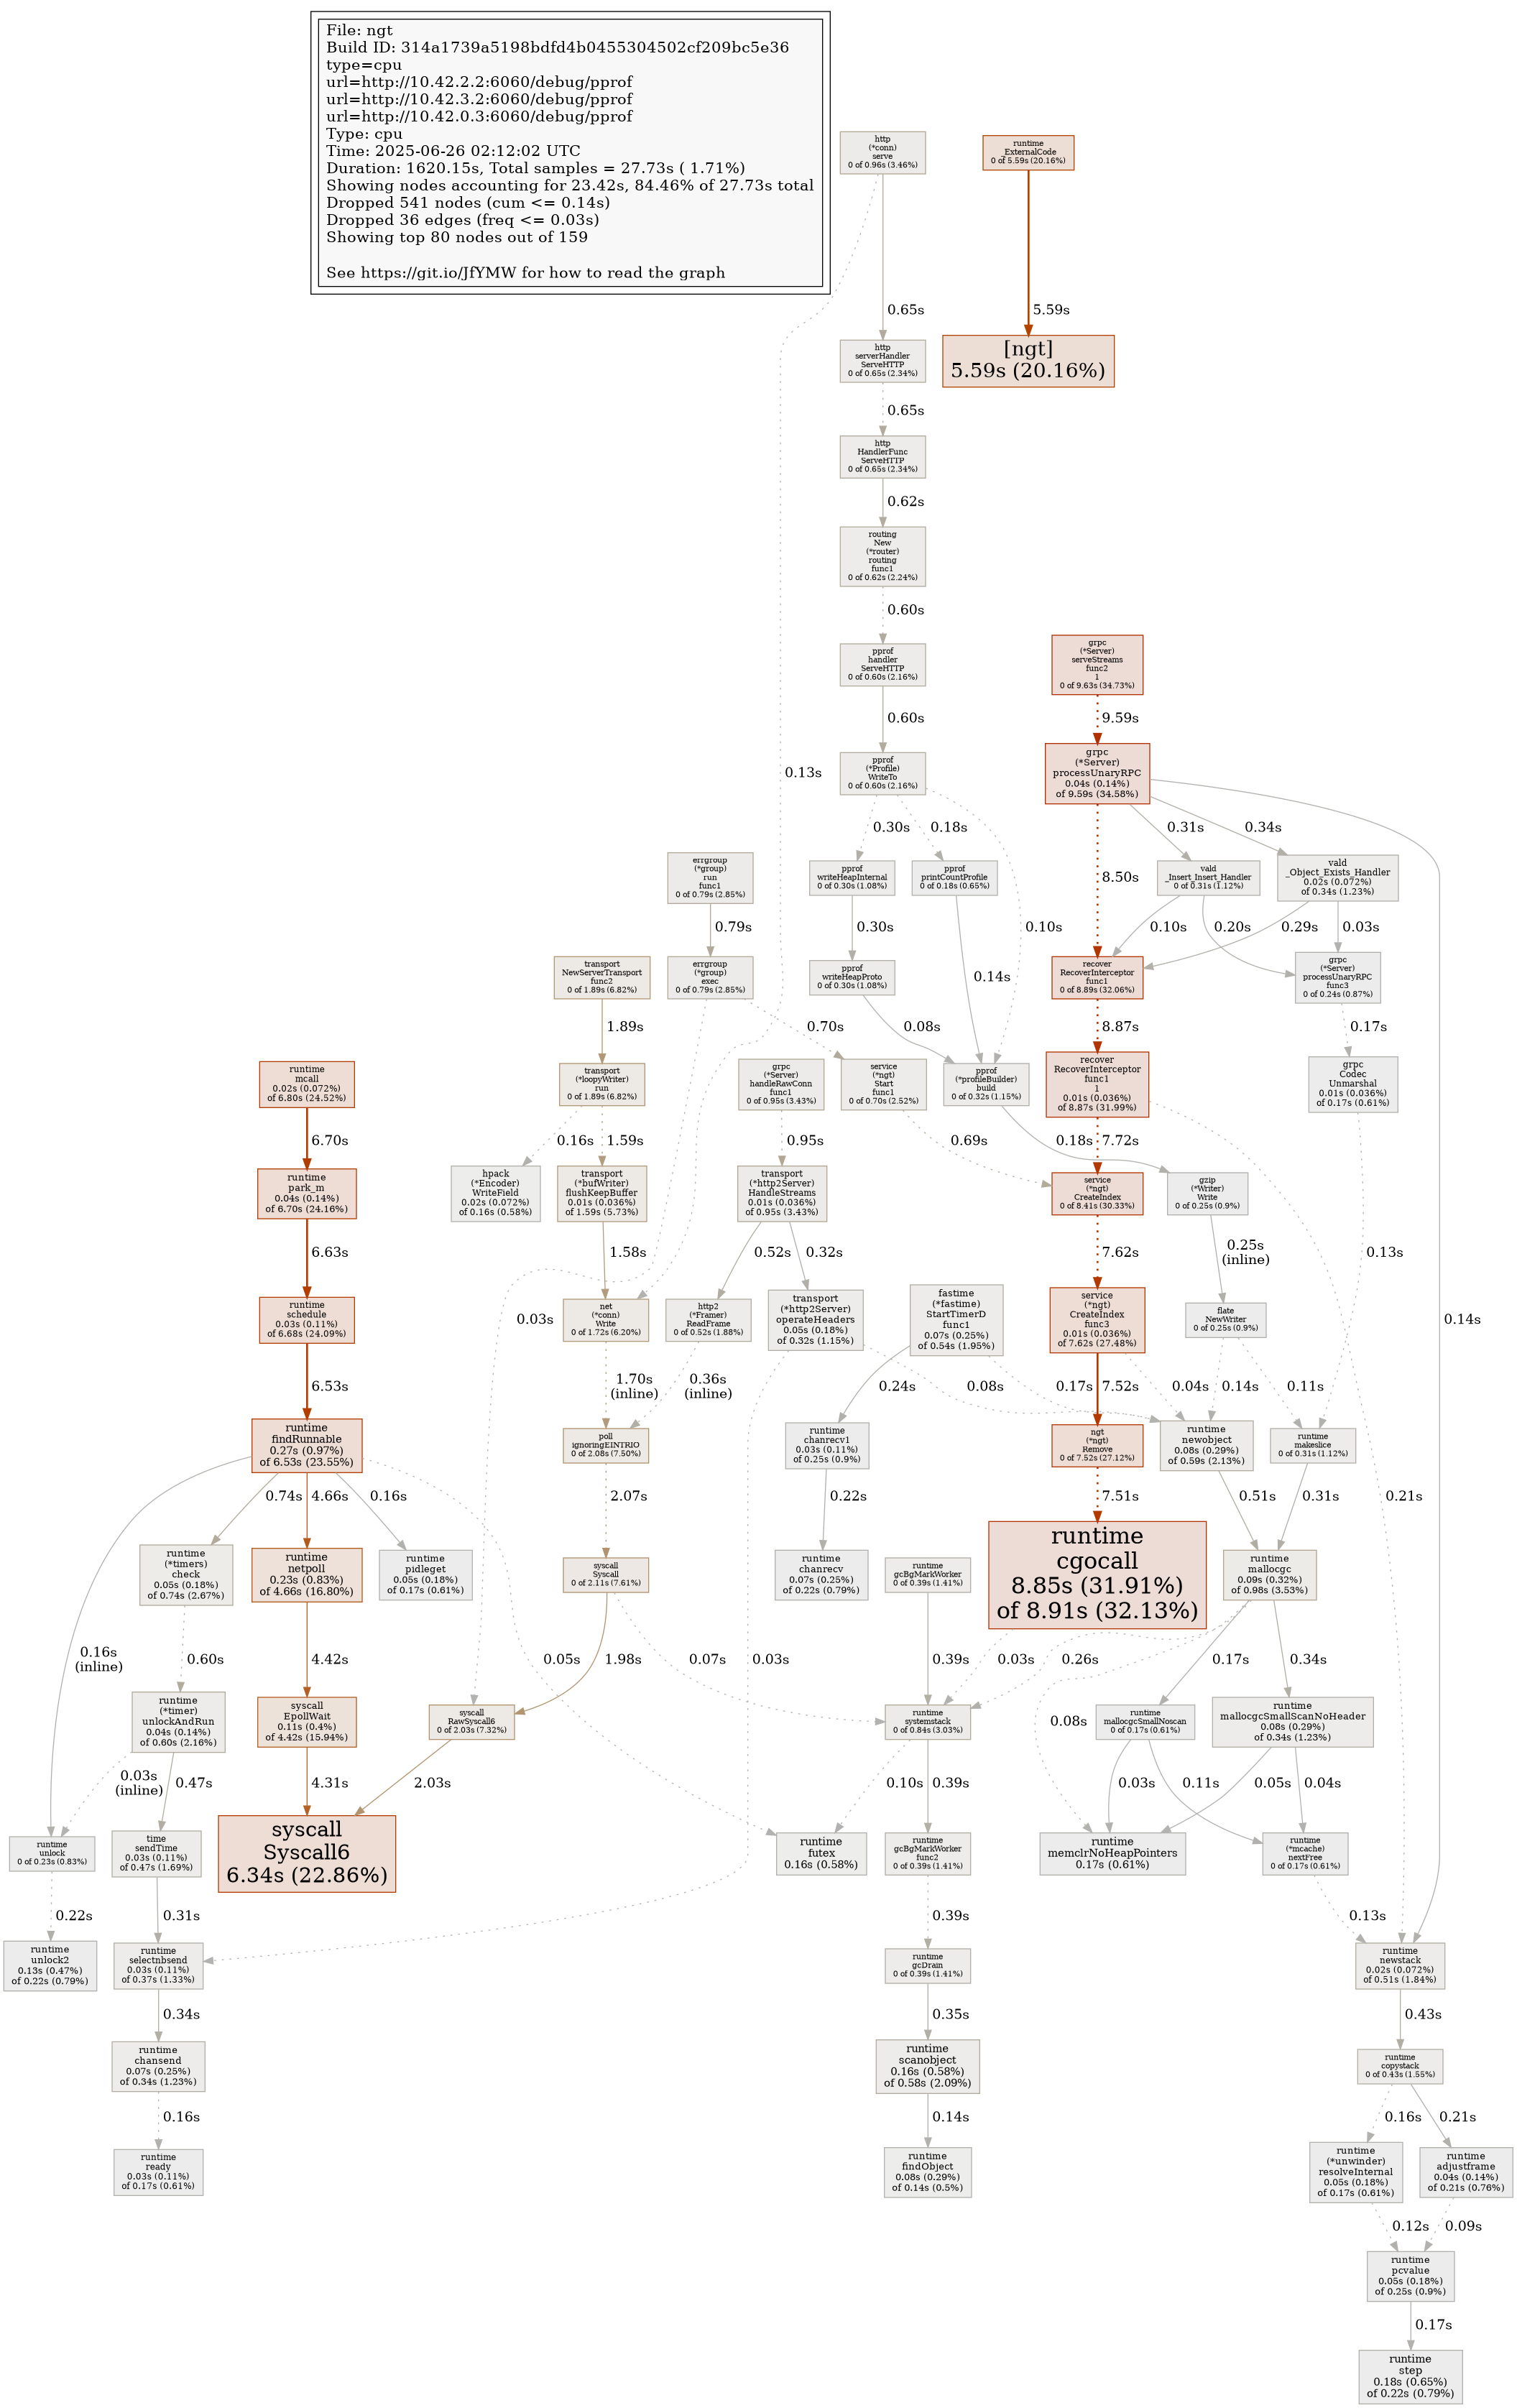 File: ngt
Build ID: 314a1739a5198bdfd4b0455304502cf209bc5e36
type=cpu
url=http://10.42.2.2:6060/debug/pprof
url=http://10.42.3.2:6060/debug/pprof
url=http://10.42.0.3:6060/debug/pprof
Type: cpu
Time: 2025-06-26 02:12:02 UTC
Duration: 1620.15s, Total samples = 27.73s ( 1.71%)
Showing nodes accounting for 23.42s, 84.46% of 27.73s total
Dropped 541 nodes (cum <= 0.14s)
Dropped 36 edges (freq <= 0.03s)
Showing top 80 nodes out of 159
See https://git.io/JfYMW for how to read the graph
http
(*conn)
serve
0 of 0.96s (3.46%)
runtime
_ExternalCode
0 of 5.59s (20.16%)
0.65s
5.59s
http
serverHandler
ServeHTTP
0 of 0.65s (2.34%)
[ngt]
5.59s (20.16%)
0.65s
http
HandlerFunc
ServeHTTP
0 of 0.65s (2.34%)
0.62s
routing
New
(*router)
routing
func1
0 of 0.62s (2.24%)
0.60s
pprof
handler
ServeHTTP
0 of 0.60s (2.16%)
grpc
(*Server)
serveStreams
func2
1
0 of 9.63s (34.73%)
0.60s
9.59s
0.13s
pprof
(*Profile)
WriteTo
0 of 0.60s (2.16%)
grpc
(*Server)
processUnaryRPC
0.04s (0.14%)
of 9.59s (34.58%)
0.30s
0.18s
0.10s
8.50s
0.31s
0.34s
0.14s
errgroup
(*group)
run
func1
0 of 0.79s (2.85%)
pprof
writeHeapInternal
0 of 0.30s (1.08%)
pprof
printCountProfile
0 of 0.18s (0.65%)
vald
_Insert_Insert_Handler
0 of 0.31s (1.12%)
vald
_Object_Exists_Handler
0.02s (0.072%)
of 0.34s (1.23%)
0.79s
0.30s
0.14s
0.10s
0.20s
0.29s
0.03s
transport
NewServerTransport
func2
0 of 1.89s (6.82%)
errgroup
(*group)
exec
0 of 0.79s (2.85%)
pprof
writeHeapProto
0 of 0.30s (1.08%)
recover
RecoverInterceptor
func1
0 of 8.89s (32.06%)
grpc
(*Server)
processUnaryRPC
func3
0 of 0.24s (0.87%)
1.89s
0.03s
0.70s
0.08s
8.87s
0.17s
runtime
mcall
0.02s (0.072%)
of 6.80s (24.52%)
transport
(*loopyWriter)
run
0 of 1.89s (6.82%)
grpc
(*Server)
handleRawConn
func1
0 of 0.95s (3.43%)
service
(*ngt)
Start
func1
0 of 0.70s (2.52%)
pprof
(*profileBuilder)
build
0 of 0.32s (1.15%)
recover
RecoverInterceptor
func1
1
0.01s (0.036%)
of 8.87s (31.99%)
grpc
Codec
Unmarshal
0.01s (0.036%)
of 0.17s (0.61%)
6.70s
0.16s
1.59s
0.95s
0.69s
0.18s
7.72s
0.21s
0.13s
runtime
park_m
0.04s (0.14%)
of 6.70s (24.16%)
hpack
(*Encoder)
WriteField
0.02s (0.072%)
of 0.16s (0.58%)
transport
(*bufWriter)
flushKeepBuffer
0.01s (0.036%)
of 1.59s (5.73%)
transport
(*http2Server)
HandleStreams
0.01s (0.036%)
of 0.95s (3.43%)
service
(*ngt)
CreateIndex
0 of 8.41s (30.33%)
gzip
(*Writer)
Write
0 of 0.25s (0.9%)
6.63s
1.58s
0.52s
0.32s
7.62s
0.25s
(inline)
runtime
schedule
0.03s (0.11%)
of 6.68s (24.09%)
net
(*conn)
Write
0 of 1.72s (6.20%)
http2
(*Framer)
ReadFrame
0 of 0.52s (1.88%)
transport
(*http2Server)
operateHeaders
0.05s (0.18%)
of 0.32s (1.15%)
fastime
(*fastime)
StartTimerD
func1
0.07s (0.25%)
of 0.54s (1.95%)
service
(*ngt)
CreateIndex
func3
0.01s (0.036%)
of 7.62s (27.48%)
flate
NewWriter
0 of 0.25s (0.9%)
6.53s
1.70s
(inline)
0.36s
(inline)
0.03s
0.08s
0.24s
0.17s
7.52s
0.04s
0.14s
0.11s
runtime
findRunnable
0.27s (0.97%)
of 6.53s (23.55%)
poll
ignoringEINTRIO
0 of 2.08s (7.50%)
runtime
chanrecv1
0.03s (0.11%)
of 0.25s (0.9%)
ngt
(*ngt)
Remove
0 of 7.52s (27.12%)
runtime
newobject
0.08s (0.29%)
of 0.59s (2.13%)
runtime
makeslice
0 of 0.31s (1.12%)
0.16s
(inline)
0.74s
4.66s
0.16s
0.05s
2.07s
0.22s
7.51s
0.51s
0.31s
runtime
(*timers)
check
0.05s (0.18%)
of 0.74s (2.67%)
runtime
netpoll
0.23s (0.83%)
of 4.66s (16.80%)
runtime
pidleget
0.05s (0.18%)
of 0.17s (0.61%)
syscall
Syscall
0 of 2.11s (7.61%)
runtime
chanrecv
0.07s (0.25%)
of 0.22s (0.79%)
runtime
gcBgMarkWorker
0 of 0.39s (1.41%)
runtime
cgocall
8.85s (31.91%)
of 8.91s (32.13%)
runtime
mallocgc
0.09s (0.32%)
of 0.98s (3.53%)
0.60s
4.42s
1.98s
0.07s
0.39s
0.03s
0.26s
0.08s
0.17s
0.34s
runtime
(*timer)
unlockAndRun
0.04s (0.14%)
of 0.60s (2.16%)
syscall
EpollWait
0.11s (0.4%)
of 4.42s (15.94%)
syscall
RawSyscall6
0 of 2.03s (7.32%)
runtime
systemstack
0 of 0.84s (3.03%)
runtime
mallocgcSmallNoscan
0 of 0.17s (0.61%)
runtime
mallocgcSmallScanNoHeader
0.08s (0.29%)
of 0.34s (1.23%)
0.03s
(inline)
0.47s
4.31s
2.03s
0.10s
0.39s
0.03s
0.11s
0.05s
0.04s
runtime
unlock
0 of 0.23s (0.83%)
time
sendTime
0.03s (0.11%)
of 0.47s (1.69%)
syscall
Syscall6
6.34s (22.86%)
runtime
futex
0.16s (0.58%)
runtime
gcBgMarkWorker
func2
0 of 0.39s (1.41%)
runtime
memclrNoHeapPointers
0.17s (0.61%)
runtime
(*mcache)
nextFree
0 of 0.17s (0.61%)
0.22s
0.31s
0.39s
0.13s
runtime
unlock2
0.13s (0.47%)
of 0.22s (0.79%)
runtime
selectnbsend
0.03s (0.11%)
of 0.37s (1.33%)
runtime
gcDrain
0 of 0.39s (1.41%)
runtime
newstack
0.02s (0.072%)
of 0.51s (1.84%)
0.34s
0.35s
0.43s
runtime
chansend
0.07s (0.25%)
of 0.34s (1.23%)
runtime
scanobject
0.16s (0.58%)
of 0.58s (2.09%)
runtime
copystack
0 of 0.43s (1.55%)
0.16s
0.14s
0.16s
0.21s
runtime
ready
0.03s (0.11%)
of 0.17s (0.61%)
runtime
findObject
0.08s (0.29%)
of 0.14s (0.5%)
runtime
(*unwinder)
resolveInternal
0.05s (0.18%)
of 0.17s (0.61%)
runtime
adjustframe
0.04s (0.14%)
of 0.21s (0.76%)
0.12s
0.09s
runtime
pcvalue
0.05s (0.18%)
of 0.25s (0.9%)
0.17s
runtime
step
0.18s (0.65%)
of 0.22s (0.79%)